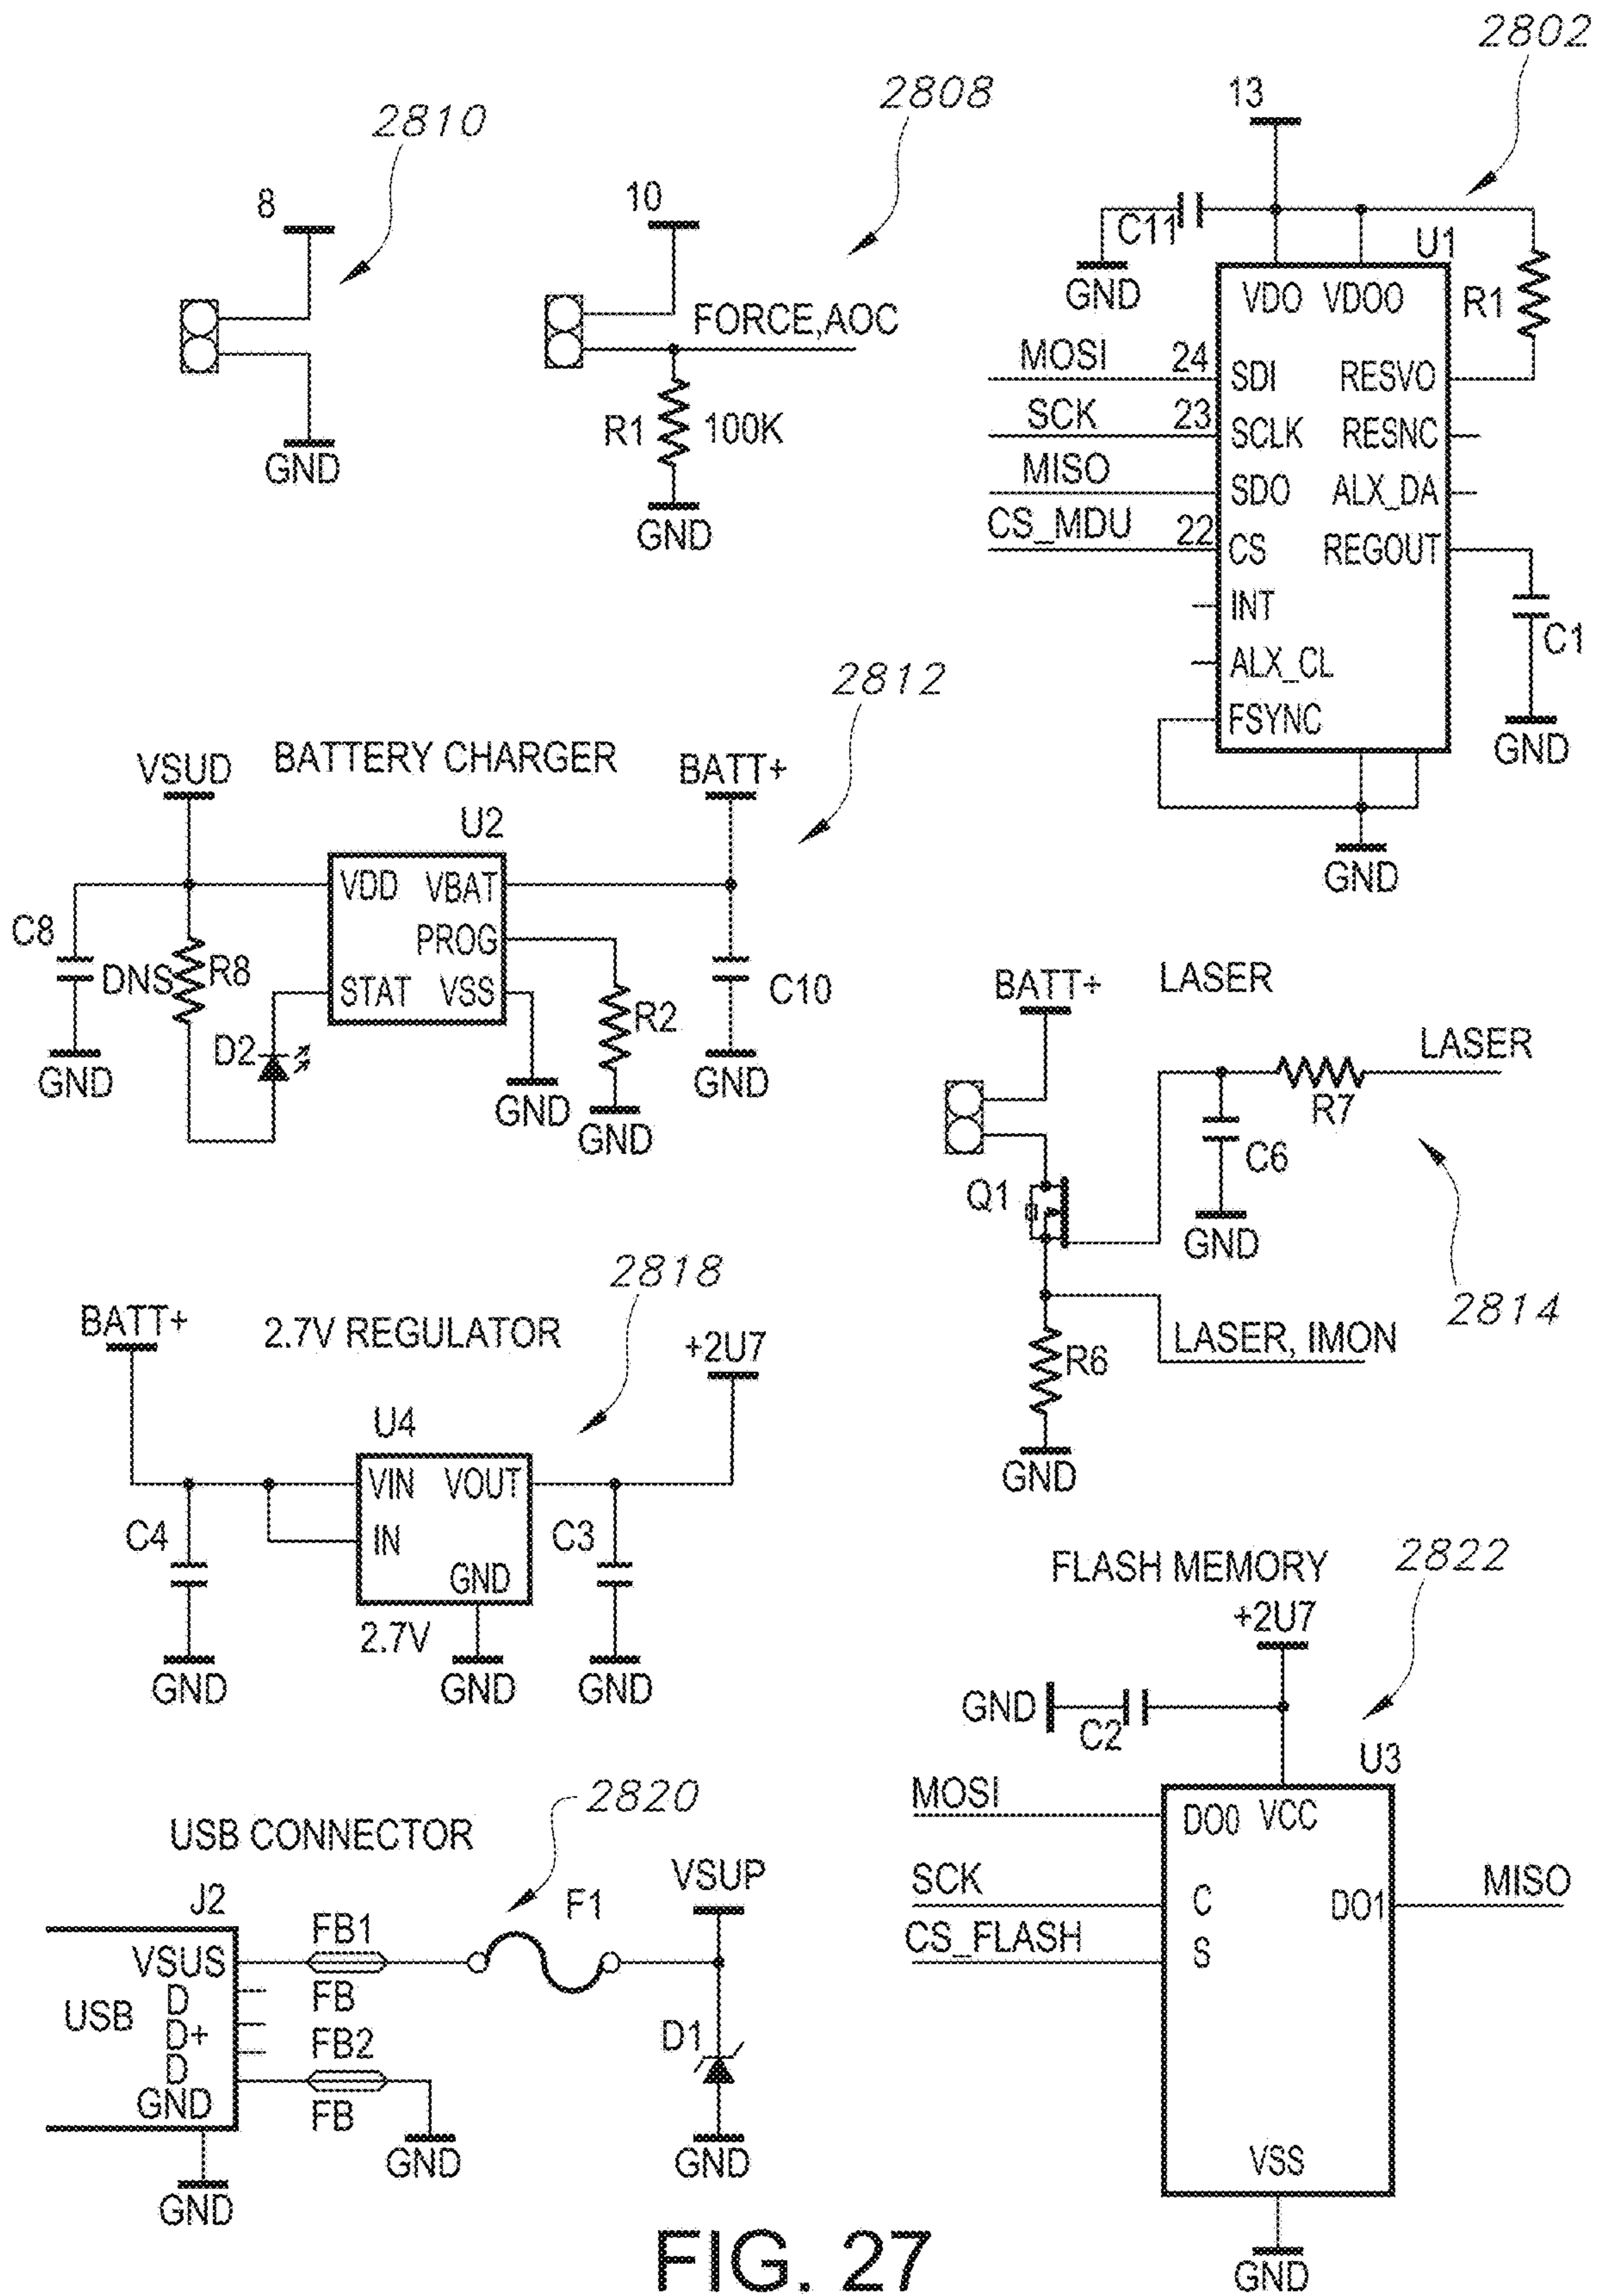 2810
8
GND
2808
10
FORCE,AOC
R1 100K
GND
2802
13
C11
GND
U1
R1
VDO VDOO
MOSI 24 SDI RESVO
SCK 23 SCLK RESNC
MISO SDO ALX_DA
CS_MDU 22 CS REGOUT
INT
ALX_CL
FSYNC
C1
GND
GND
2812
BATTERY CHARGER
VSUD
BATT+
U2
VDD VBAT
PROG
STAT VSS
C8
DNS R8
D2
R2
C10
GND
GND
GND
GND
LASER
BATT+
LASER
R7
C6
GND
Q1
2814
LASER, IMON
R6
GND
2818
BATT+
2.7V REGULATOR
+2U7
U4
VIN VOUT
IN
GND
C4
C3
2.7V
GND
GND
GND
2820
USB CONNECTOR
J2
VSUS
D
USB
D+
D
GND
FB1
FB
FB2
FB
F1
VSUP
D1
GND
GND
GND
2822
FLASH MEMORY
+2U7
GND
C2
U3
MOSI
DO0 VCC
SCK
C DO1
MISO
CS_FLASH
S
VSS
GND
FIG. 27